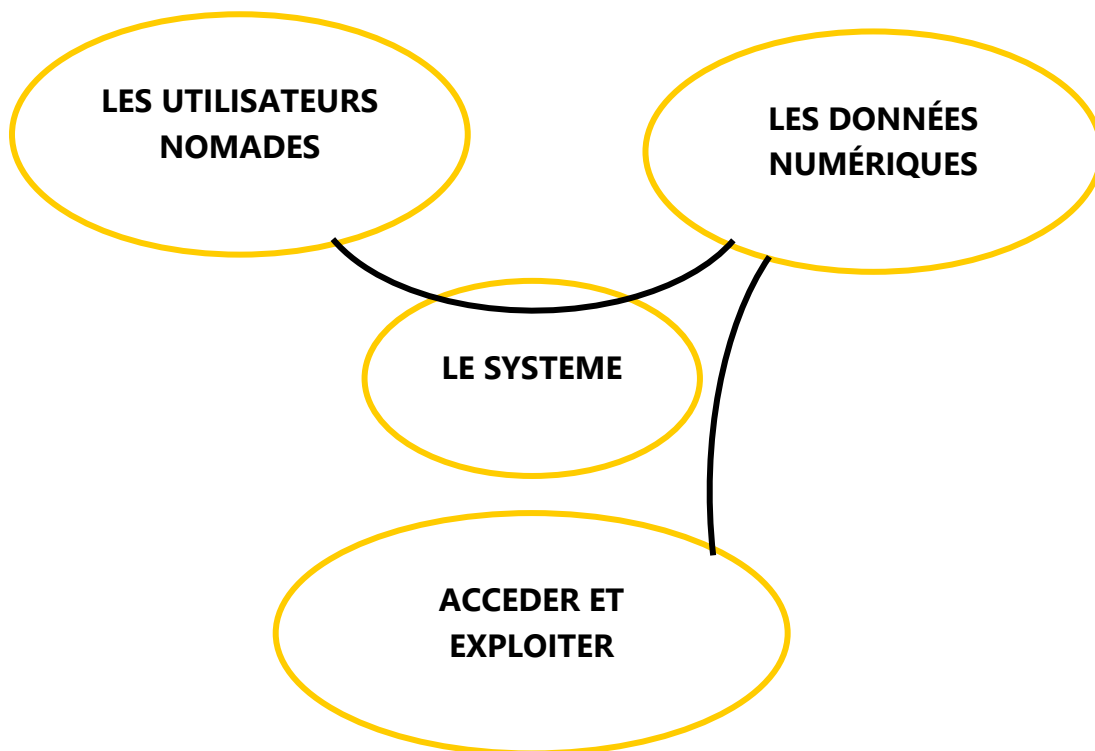 LES UTILISATEURS
NOMADES
LES DONNÉES
NUMÉRIQUES
LE SYSTEME
ACCEDER ET
EXPLOITER